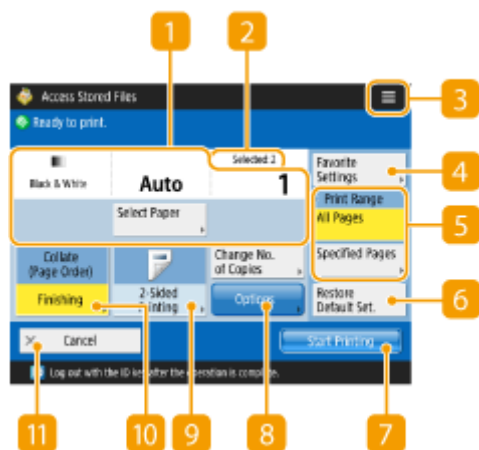 1
2
Access Stored Files
3
Ready to print.
Selected 2
Black & White
Auto
1
Favorite
Settings
4
Select Paper
Print Range
All Pages
5
Specified Pages
Collate
(Page Order)
Change No.
of Copies
Finishing
2-Sided
Printing
Options
Restore
Default Set.
6
Cancel
Start Printing
Log out with the ID key after the operation is complete.
11
10
9
8
7